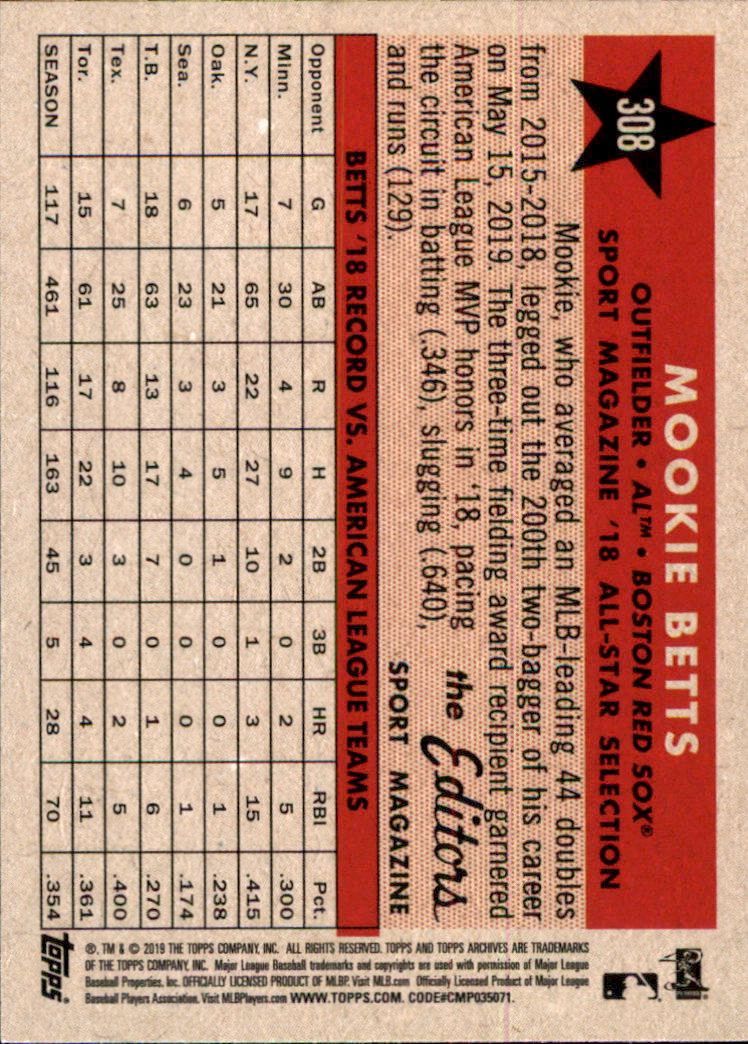 308
MOOKIE BETTS
OUTFIELDER • AL™ • BOSTON RED SOX®
SPORT MAGAZINE '18 ALL-STAR SELECTION
Mookie, who averaged an MLB-leading 44 doubles
from 2015-2018, legged out the 200th two-bagger of his career
on May 15, 2019. The three-time fielding award recipient garnered
American League MVP honors in '18, pacing
the circuit in batting (.346), slugging (.640),
and runs (129).
the Editors
SPORT MAGAZINE
BETTS '18 RECORD VS. AMERICAN LEAGUE TEAMS
Opponent G AB R H 2B 3B HR RBI Pct.
Minn. 7 30 4 9 2 0 2 5 .300
N.Y. 17 65 22 27 10 1 3 15 .415
Oak. 5 21 3 5 1 0 0 1 .238
Sea. 6 23 3 4 0 0 0 1 .174
T.B. 18 63 13 17 7 0 1 6 .270
Tex. 7 25 8 10 3 0 2 5 .400
Tor. 15 61 17 22 3 4 4 11 .361
SEASON 117 461 116 163 45 5 28 70 .354
®, TM & © 2019 THE TOPPS COMPANY, INC. ALL RIGHTS RESERVED. TOPPS AND TOPPS ARCHIVES ARE TRADEMARKS
OF THE TOPPS COMPANY, INC. Major League Baseball trademarks and copyrights are used with permission of Major League
Baseball Properties, Inc. OFFICIALLY LICENSED PRODUCT OF MLBP. Visit MLB.com Officially Licensed Product of Major League
Baseball Players Association. Visit MLBPlayers.com WWW.TOPPS.COM. CODE#CMP035071.
topps®